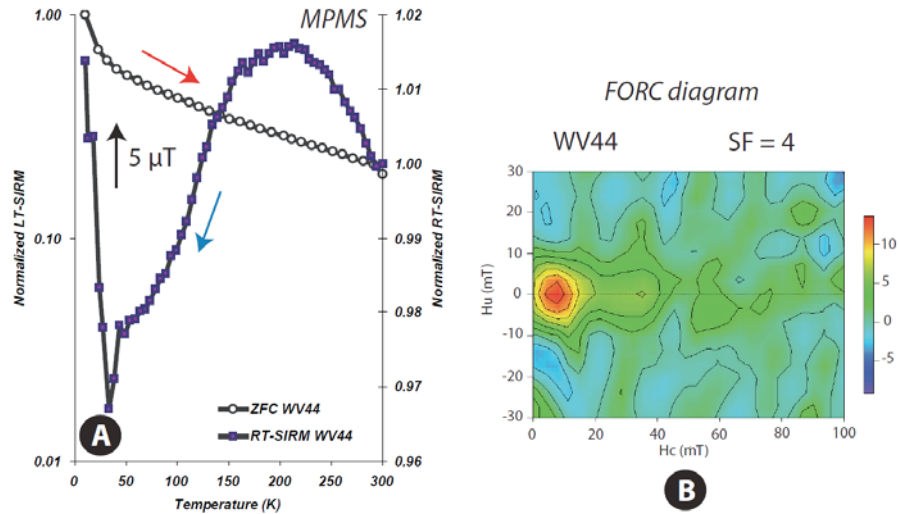 MPMS
1.00
0.10
0.01
Normalized LT-SIRM
1.02
1.01
1.00
0.99
0.98
0.97
0.96
Normalized RT-SIRM
5 µT
ZFC WV44
RT-SIRM WV44
A
0 50 100 150 200 250 300
Temperature (K)
FORC diagram
WV44 SF = 4
30
20
10
0
-10
-20
-30
Hu (mT)
0 20 40 60 80 100
Hc (mT)
10
5
0
-5
B